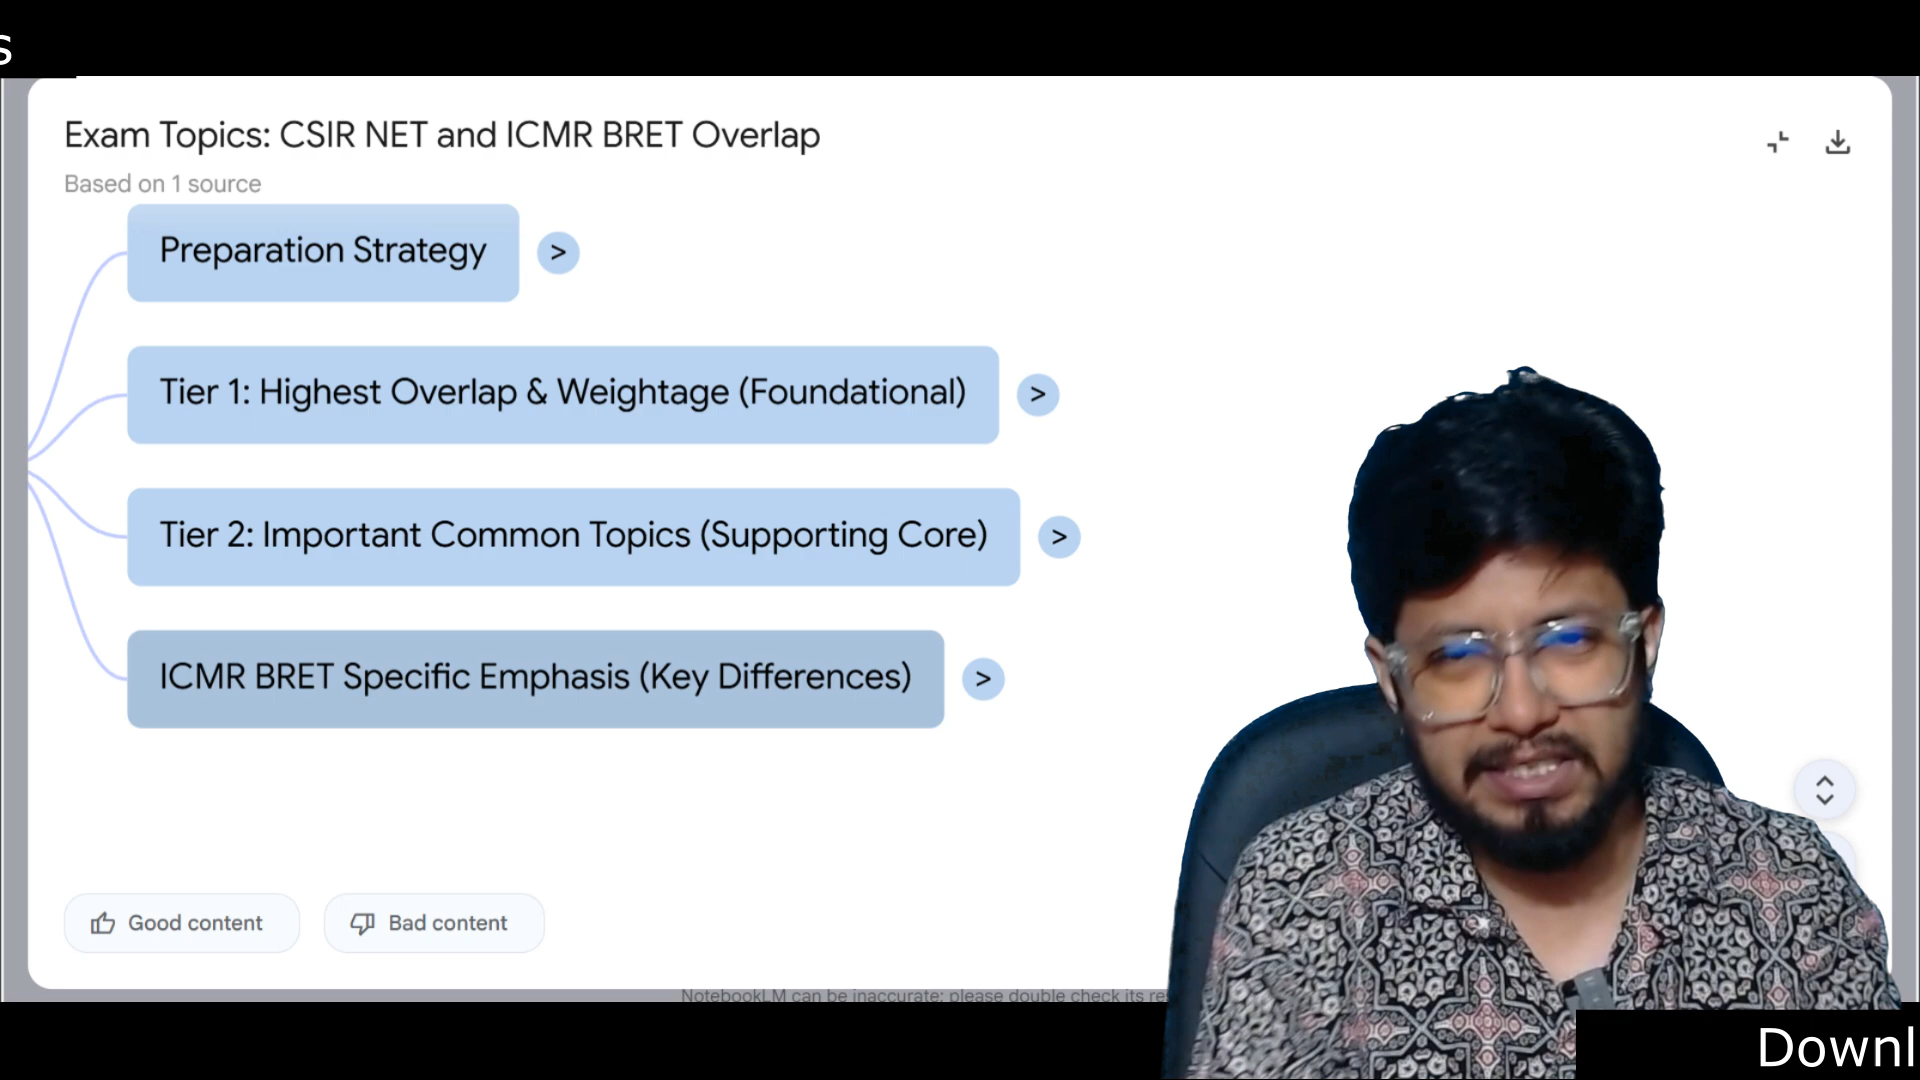 s
Exam Topics: CSIR NET and ICMR BRET Overlap
Based on 1 source
Preparation Strategy
>
Tier 1: Highest Overlap & Weightage (Foundational)
>
Tier 2: Important Common Topics (Supporting Core)
>
ICMR BRET Specific Emphasis (Key Differences)
>
Good content
Bad content
NotebookLM can be inaccurate; please double check its
Downl